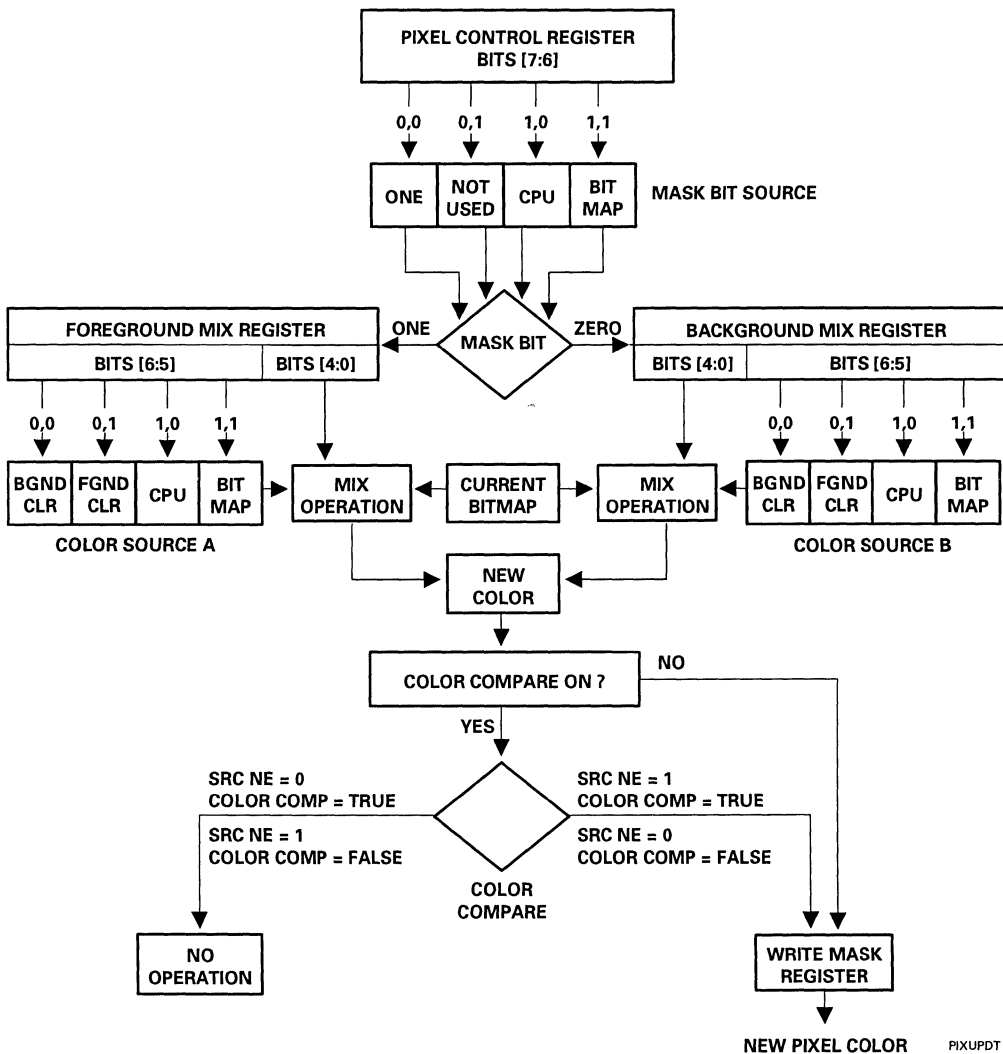 PIXEL CONTROL REGISTER
BITS [7:6]
0,0 0,1 1,0 1,1
ONE
NOT
USED
CPU
BIT
MAP
MASK BIT SOURCE
FOREGROUND MIX REGISTER
BITS [6:5] BITS [4:0]
ONE
MASK BIT
ZERO
BACKGROUND MIX REGISTER
BITS [4:0] BITS [6:5]
0,0 0,1 1,0 1,1
0,0 0,1 1,0 1,1
BGND
CLR
FGND
CLR
CPU
BIT
MAP
MIX
OPERATION
CURRENT
BITMAP
MIX
OPERATION
BGND
CLR
FGND
CLR
CPU
BIT
MAP
COLOR SOURCE A
COLOR SOURCE B
NEW
COLOR
COLOR COMPARE ON ?
NO
YES
SRC NE = 0
COLOR COMP = TRUE
SRC NE = 1
COLOR COMP = FALSE
SRC NE = 1
COLOR COMP = TRUE
SRC NE = 0
COLOR COMP = FALSE
COLOR
COMPARE
NO
OPERATION
WRITE MASK
REGISTER
NEW PIXEL COLOR
PIXUPDT